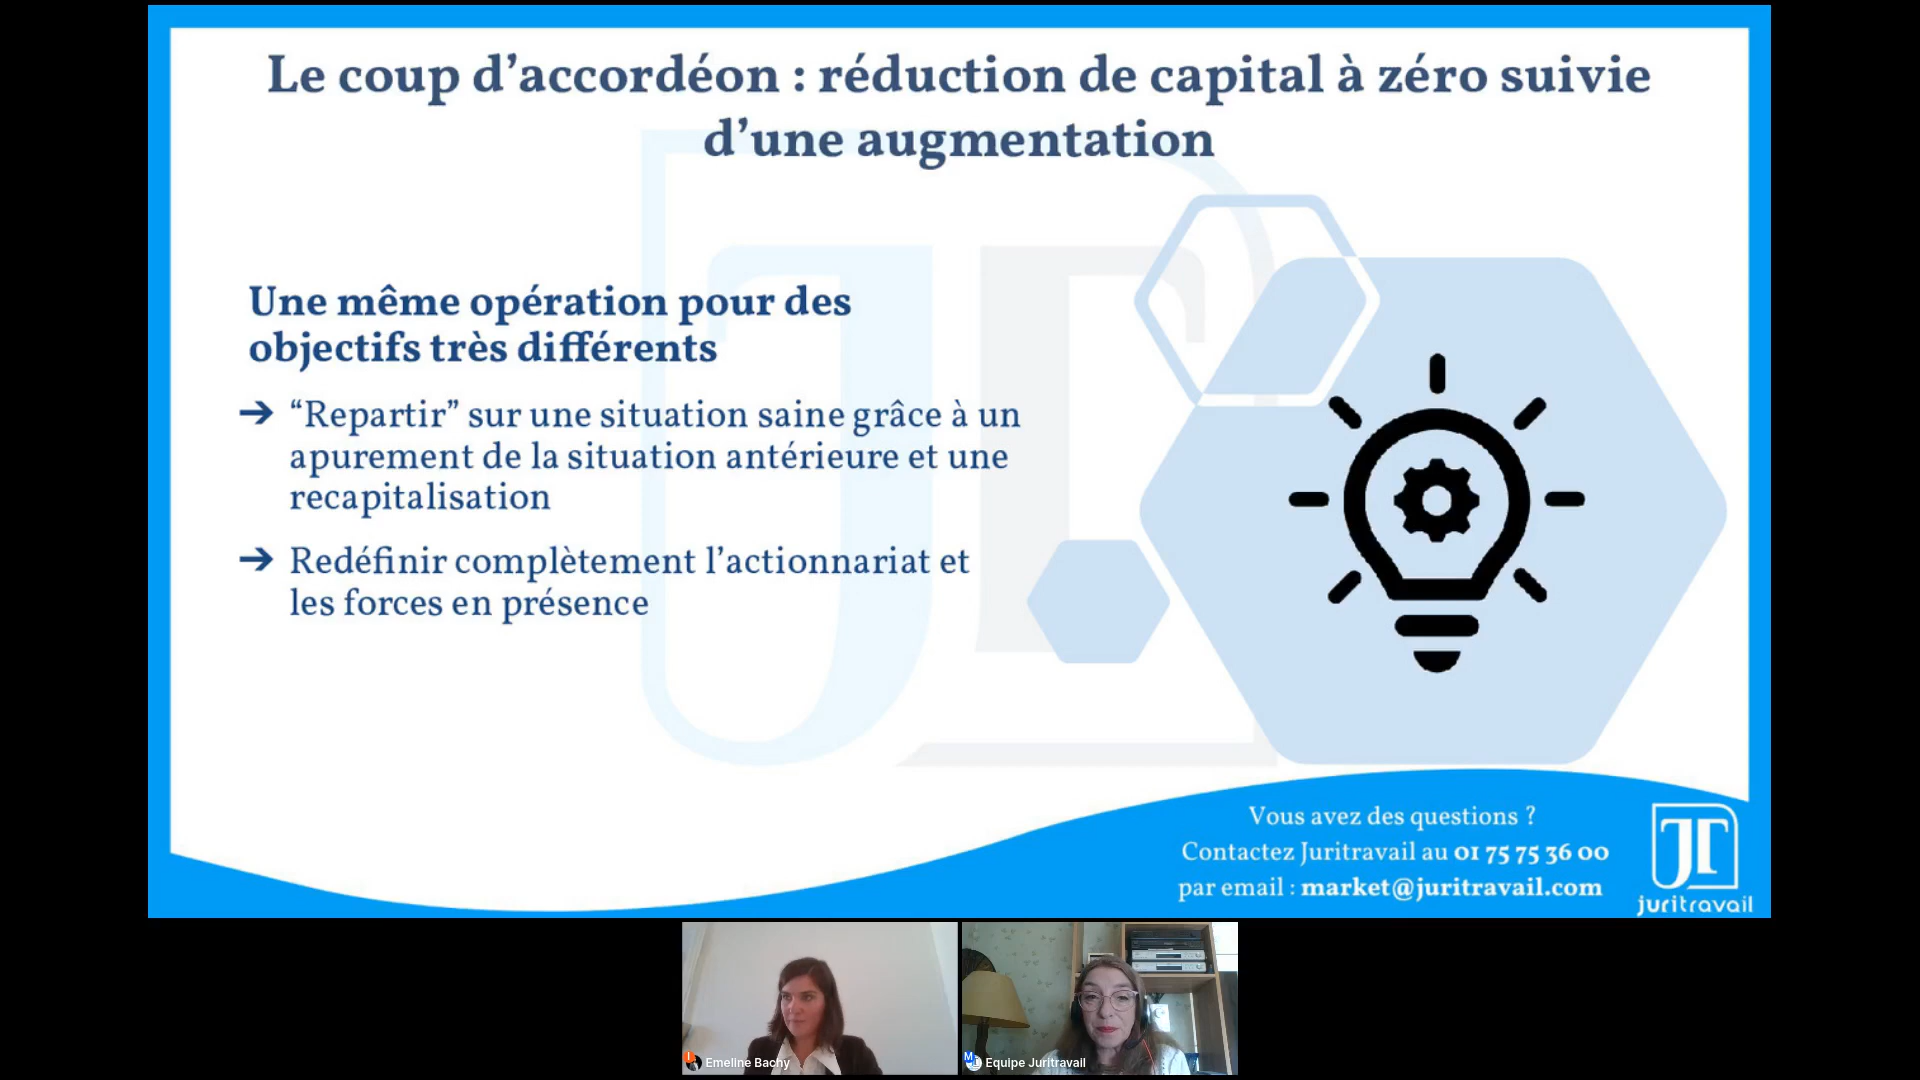 Le coup d’accordéon : réduction de capital à zéro suivie
d’une augmentation
Une même opération pour des
objectifs très différents
➔ “Repartir” sur une situation saine grâce à un
apurement de la situation antérieure et une
recapitalisation
➔ Redéfinir complètement l’actionnariat et
les forces en présence
Vous avez des questions ?
Contactez Juritravail au 01 75 75 36 00
par email : market@juritravail.com
JT
juritravail
Emeline Bachy
Equipe Juritravail